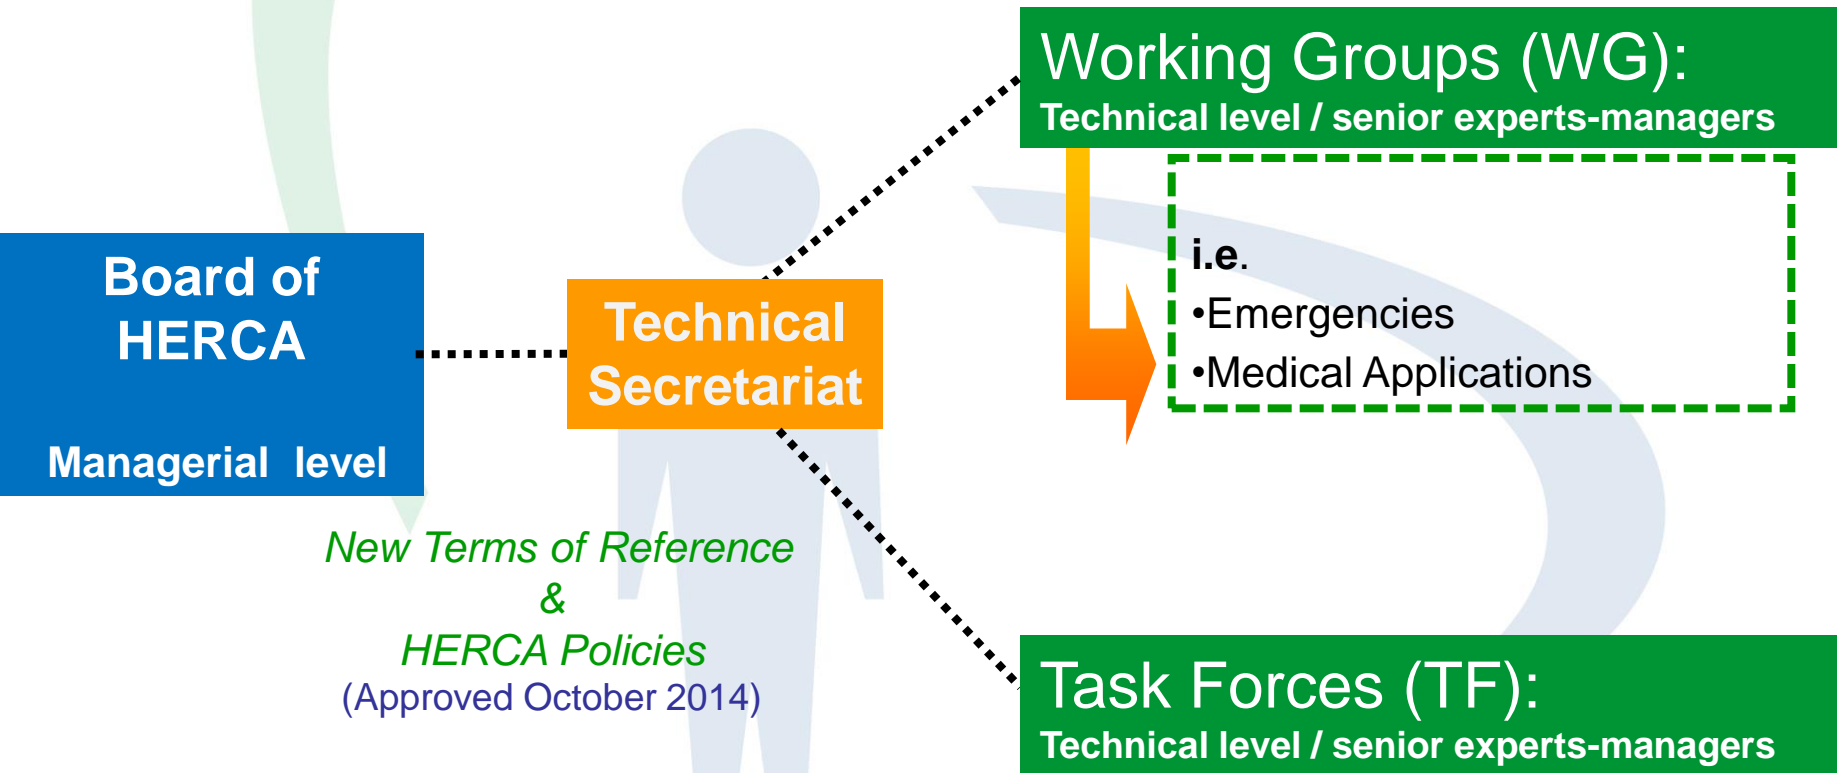 Board of
HERCA
Managerial level
Technical
Secretariat
New Terms of Reference
&
HERCA Policies
(Approved October 2014)
Working Groups (WG):
Technical level / senior experts-managers
i.e.
•Emergencies
•Medical Applications
Task Forces (TF):
Technical level / senior experts-managers